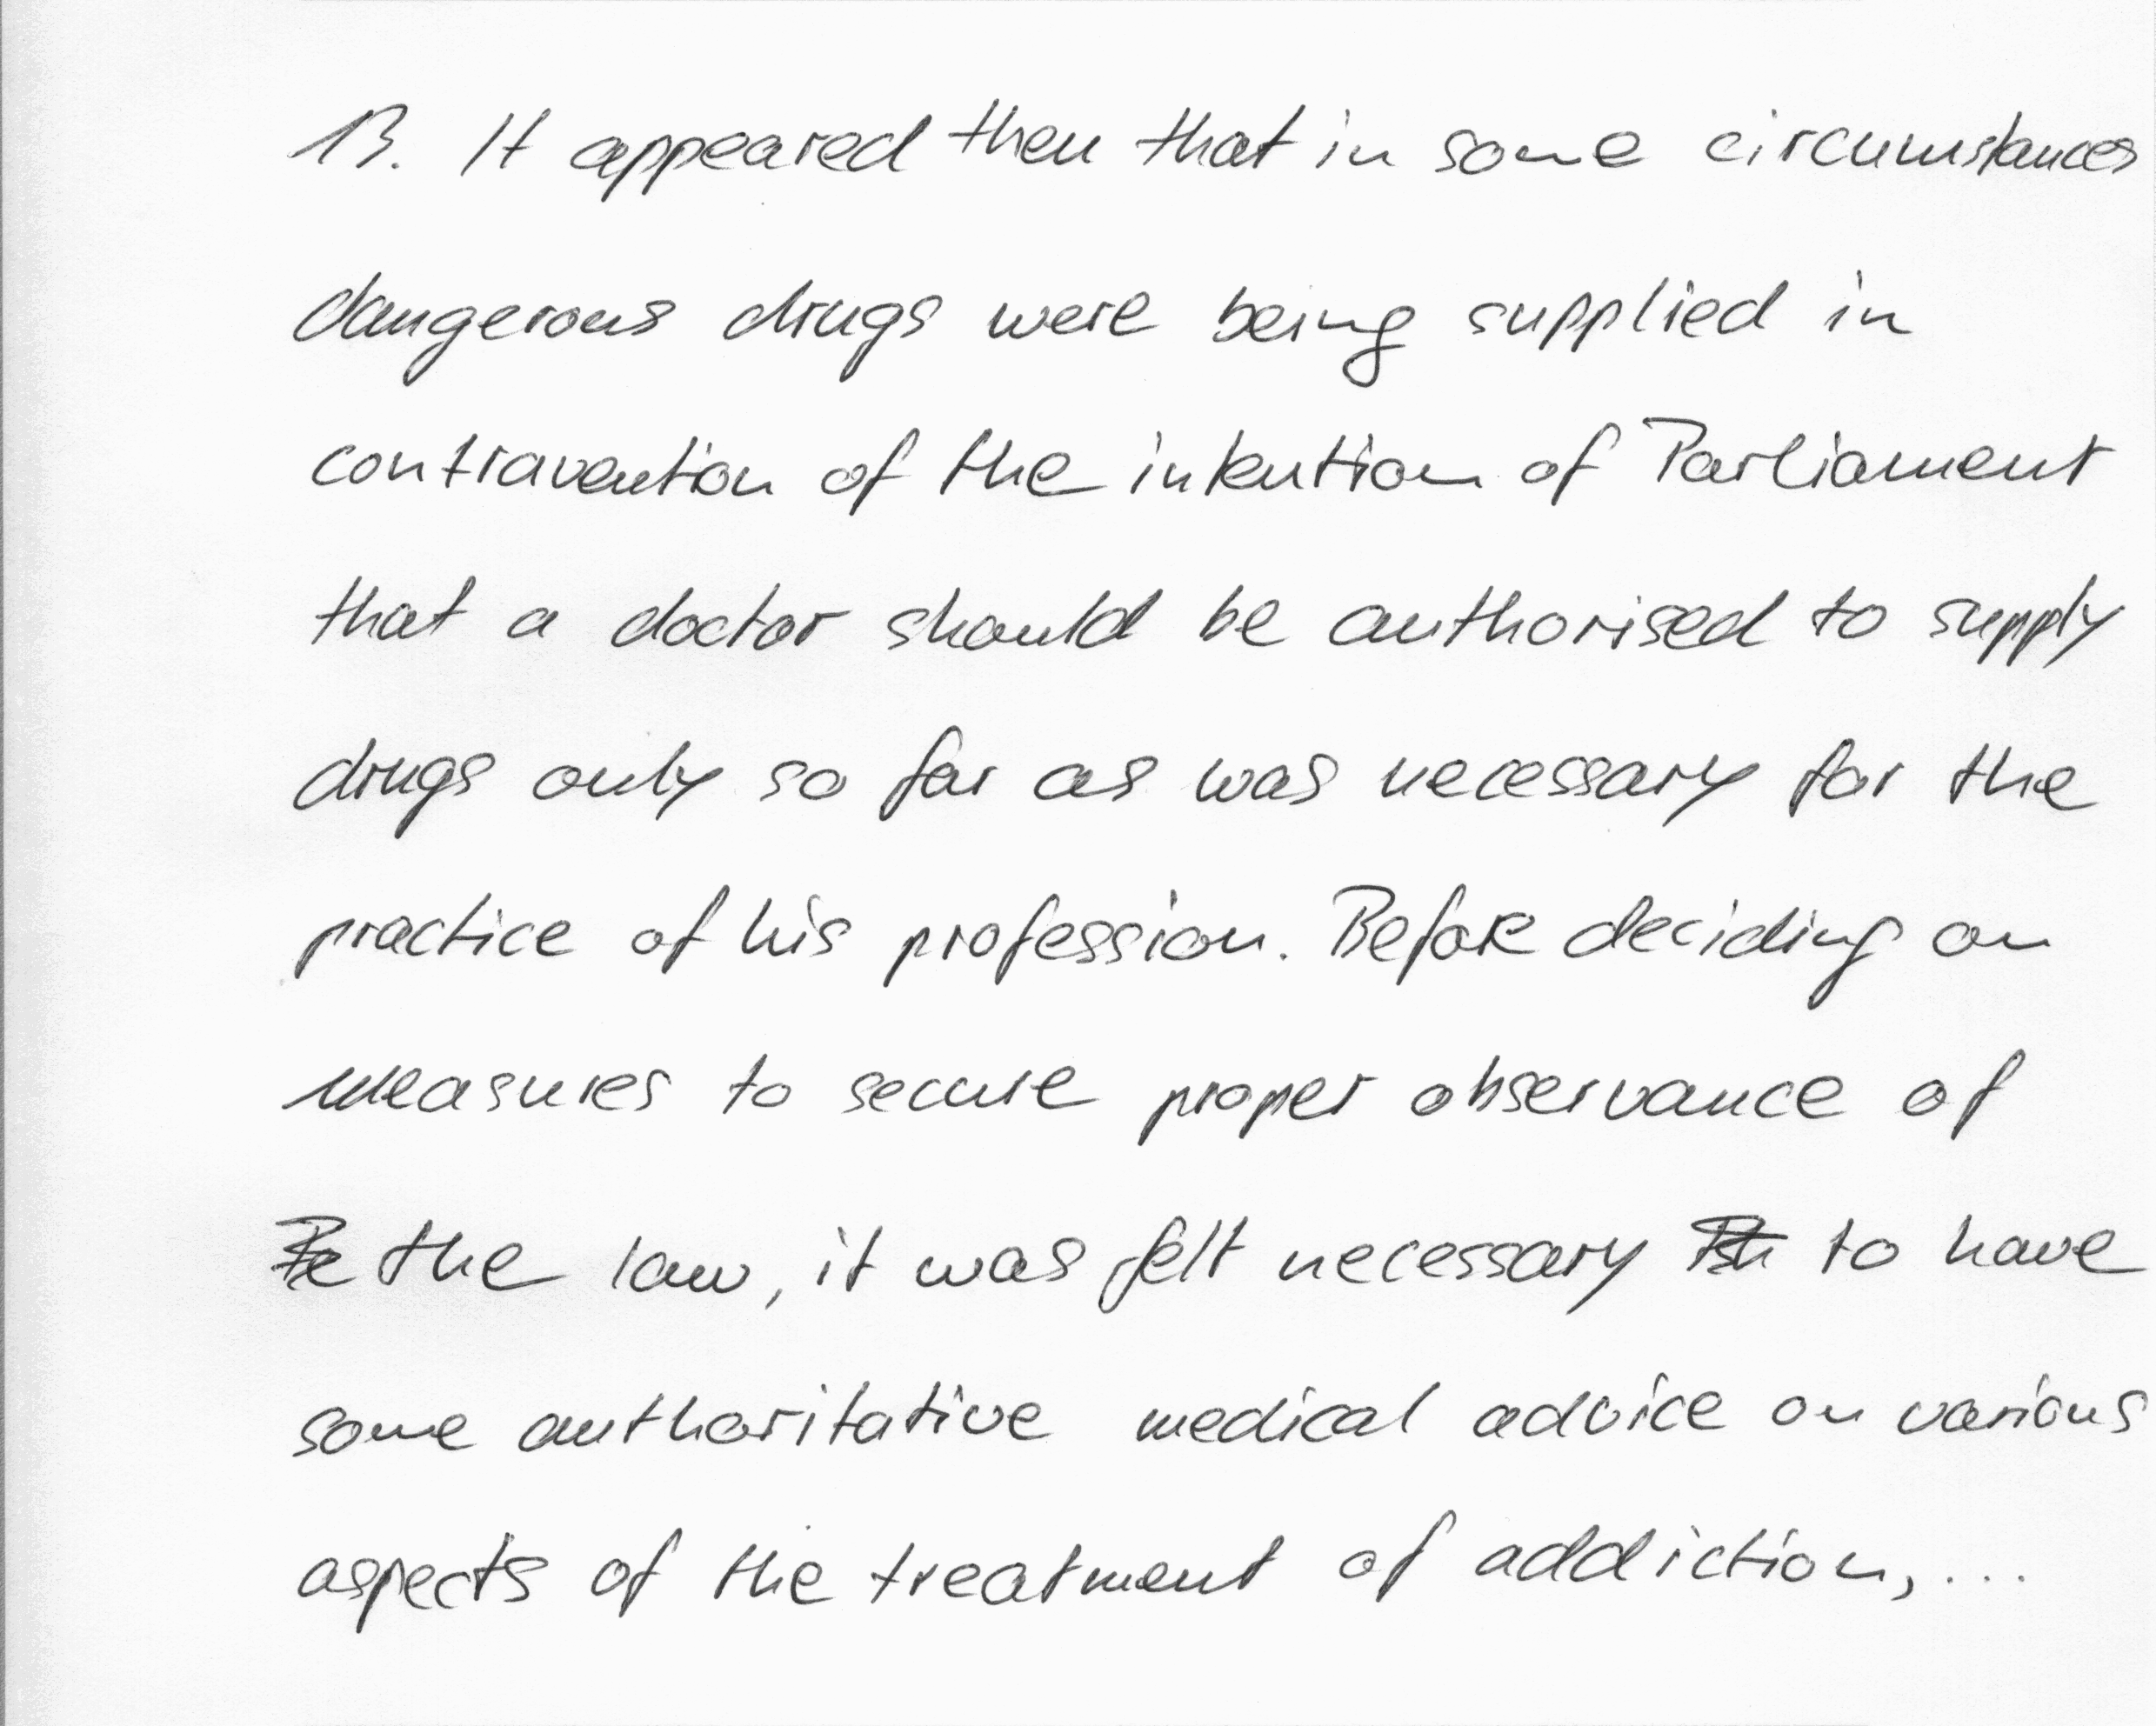 13. It appeared then that in some circumstances
dangerous drugs were being supplied in
contravention of the intention of Parliament
that a doctor should be authorised to supply
drugs only so far as was necessary for the
practice of his profession. Before deciding on
measures to secure proper observance of
the law, it was felt necessary to have
some authoritative medical advice on various
aspects of the treatment of addiction,...